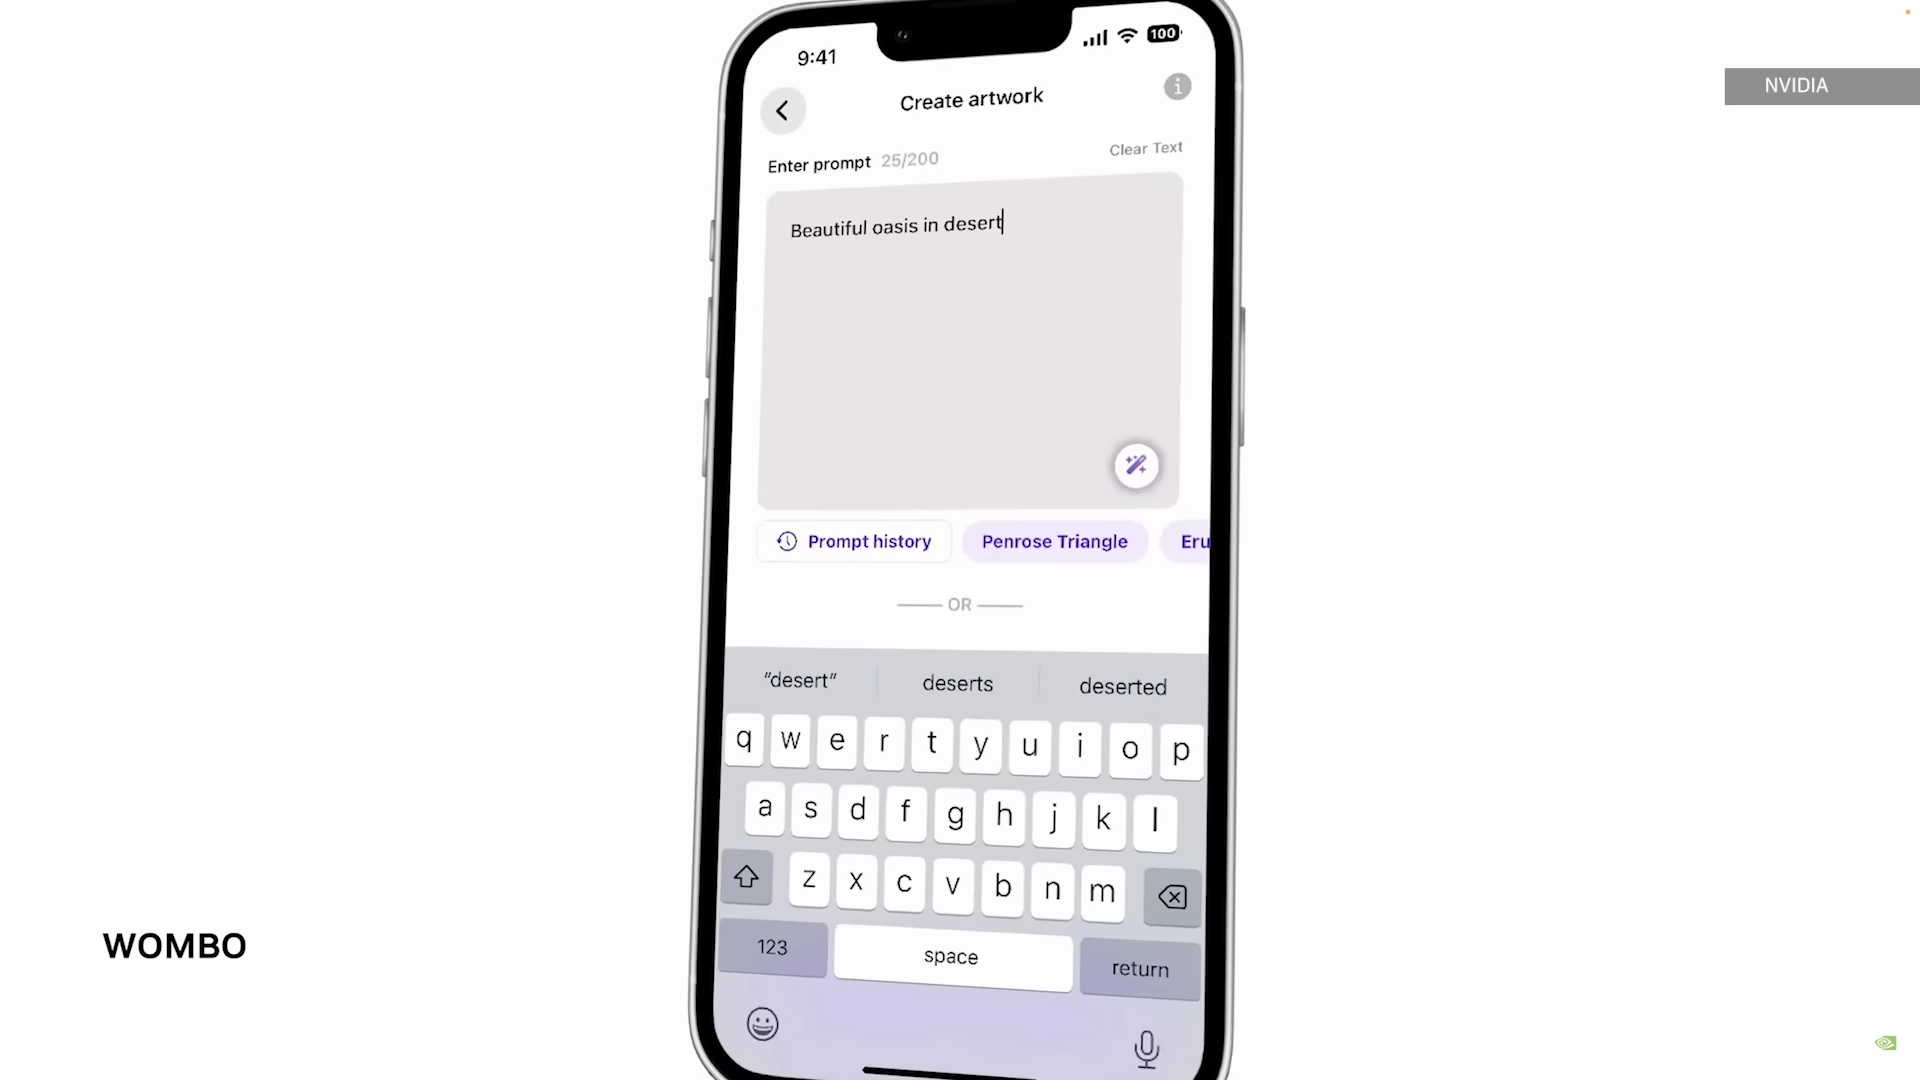 9:41
100
NVIDIA
Create artwork
Enter prompt 25/200
Clear Text
Beautiful oasis in desert
Prompt history
Penrose Triangle
Eru
OR
"desert" deserts deserted
q w e r t y u i o p
a s d f g h j k l
z x c v b n m
123 space return
WOMBO